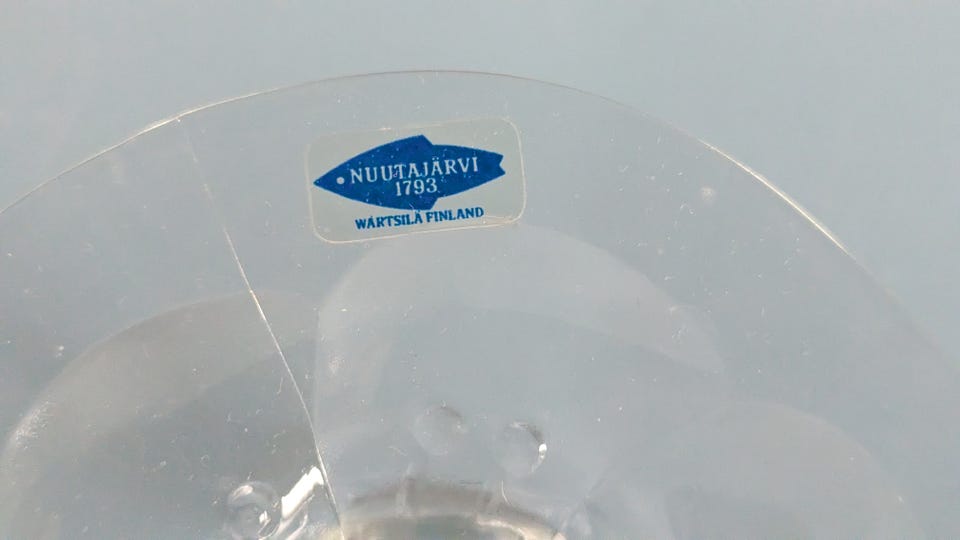 NUUTAJÄRVI
1793
WÄRTSILÄ FINLAND